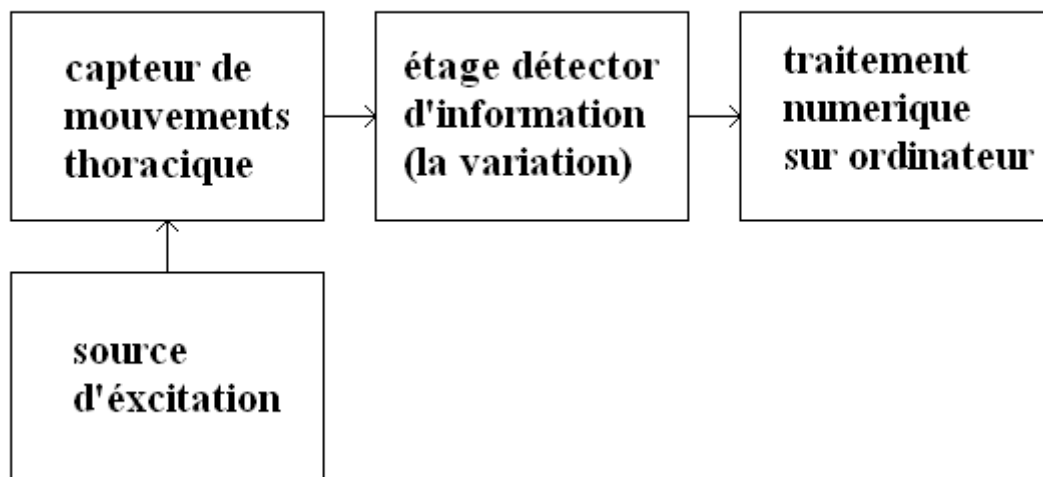 capteur de
mouvements
thoracique
étage détector
d'information
(la variation)
traitement
numerique
sur ordinateur
source
d'éxcitation